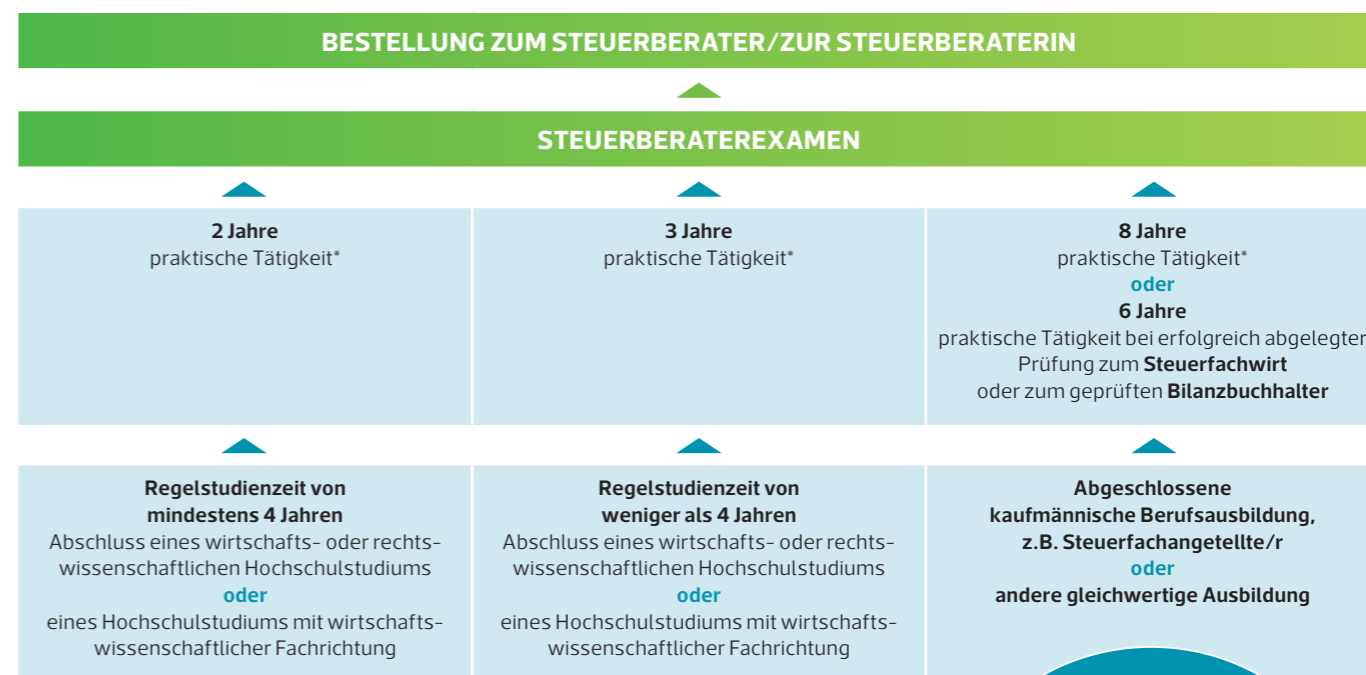 BESTELLUNG ZUM STEUERBERATER/ZUR STEUERBERATERIN
STEUERBERATEREXAMEN
2 Jahre
praktische Tätigkeit*
3 Jahre
praktische Tätigkeit*
8 Jahre
praktische Tätigkeit*
oder
6 Jahre
praktische Tätigkeit bei erfolgreich abgelegter
Prüfung zum Steuerfachwirt
oder zum geprüften Bilanzbuchhalter
Regelstudienzeit von
mindestens 4 Jahren
Abschluss eines wirtschafts- oder rechts-
wissenschaftlichen Hochschulstudiums
oder
eines Hochschulstudiums mit wirtschafts-
wissenschaftlicher Fachrichtung
Regelstudienzeit von
weniger als 4 Jahren
Abschluss eines wirtschafts- oder rechts-
wissenschaftlichen Hochschulstudiums
oder
eines Hochschulstudiums mit wirtschafts-
wissenschaftlicher Fachrichtung
Abgeschlossene
kaufmännische Berufsausbildung,
z.B. Steuerfachangetellte/r
oder
andere gleichwertige Ausbildung